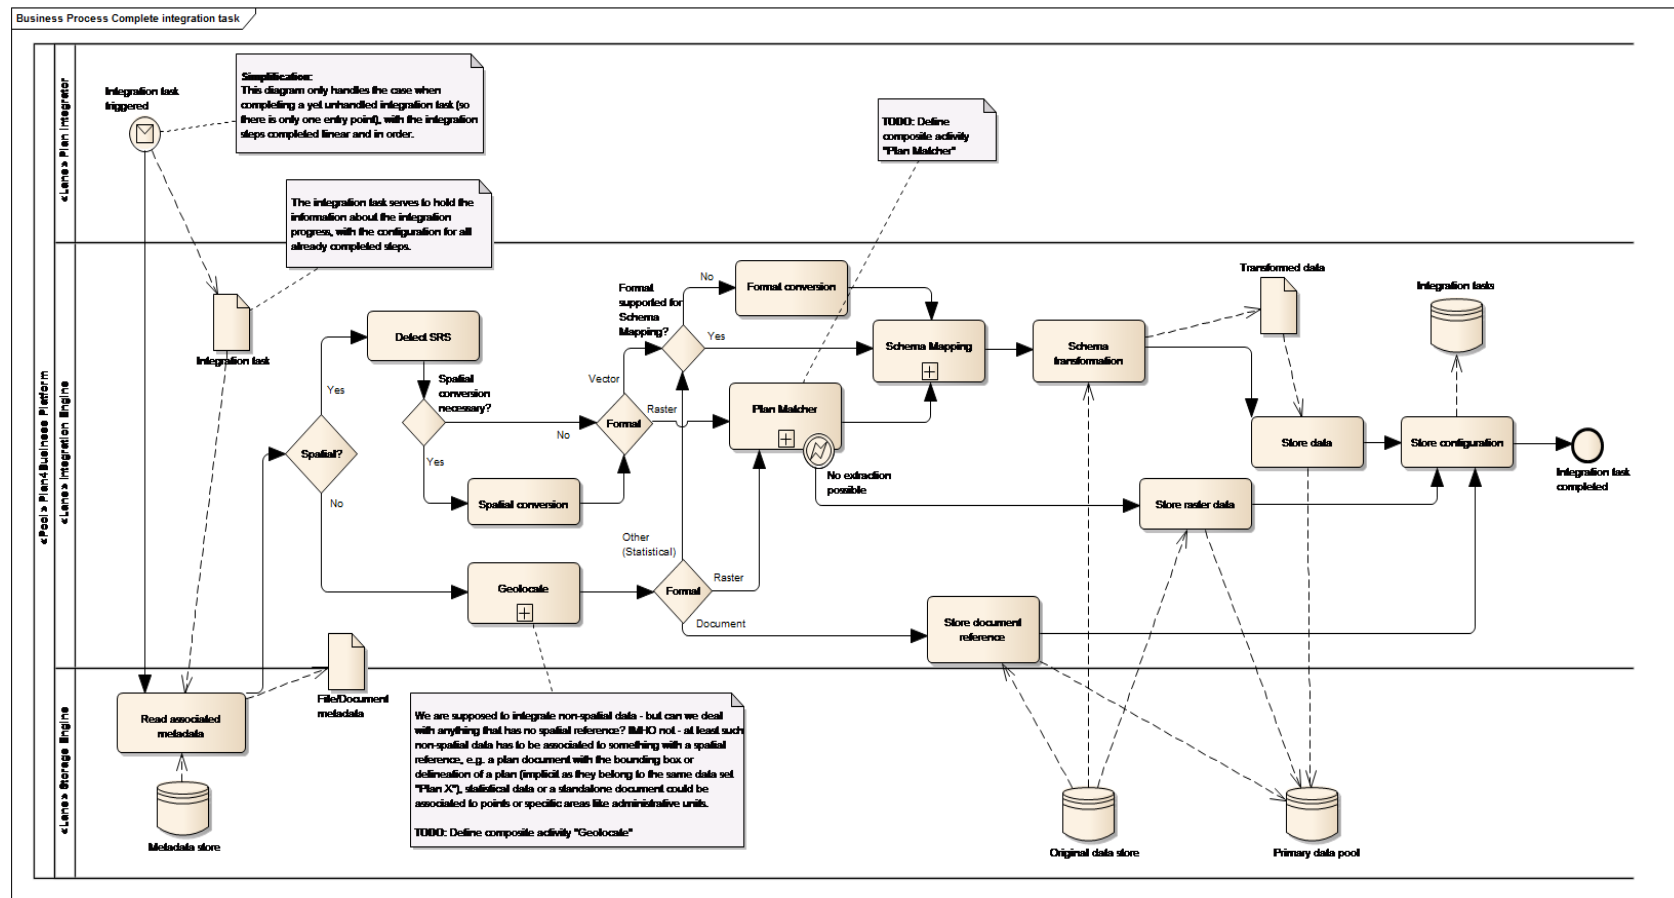 Business Process Complete integration task
«Pool» Plan4Business Platform
«Lane» Plan Integrator
Integration task
triggered
Simplification:
This diagram only handles the case when
completing a yet unhandled integration task (so
there is only one entry point), with the integration
steps completed linear and in order.
TODO: Define
composite activity
"Plan Matcher"
The integration task serves to hold the
information about the integration
progress, with the configuration for all
already completed steps.
«Lane» Integration Engine
Integration task
Spatial?
Yes
No
Detect SRS
Spatial
conversion
necessary?
No
Yes
Spatial conversion
Geolocate
Format
Vector
Raster
Format
supported for
Schema
Mapping?
No
Yes
Format conversion
Plan Matcher
No extraction
possible
Schema Mapping
Schema
transformation
Transformed data
Integration tasks
Store data
Store configuration
Integration task
completed
Store raster data
Other
(Statistical)
Format
Raster
Document
Store document
reference
«Lane» Storage Engine
Read associated
metadata
File/Document
metadata
Metadata store
We are supposed to integrate non-spatial data - but can we deal
with anything that has no spatial reference? IMHO not - at least such
non-spatial data has to be associated to something with a spatial
reference, e.g. a plan document with the bounding box or
delineation of a plan (implicit as they belong to the same data set
"Plan X"), statistical data or a standalone document could be
associated to points or specific areas like administrative units.
TODO: Define composite activity "Geolocate"
Original data store
Primary data pool